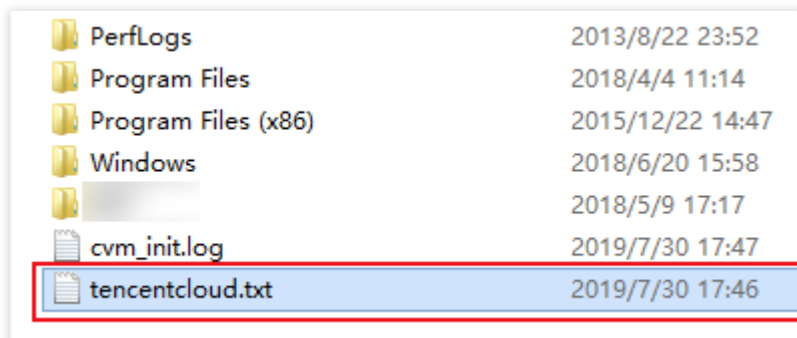 PerfLogs 2013/8/22 23:52
Program Files 2018/4/4 11:14
Program Files (x86) 2015/12/22 14:47
Windows 2018/6/20 15:58
2018/5/9 17:17
cvm_init.log 2019/7/30 17:47
tencentcloud.txt 2019/7/30 17:46